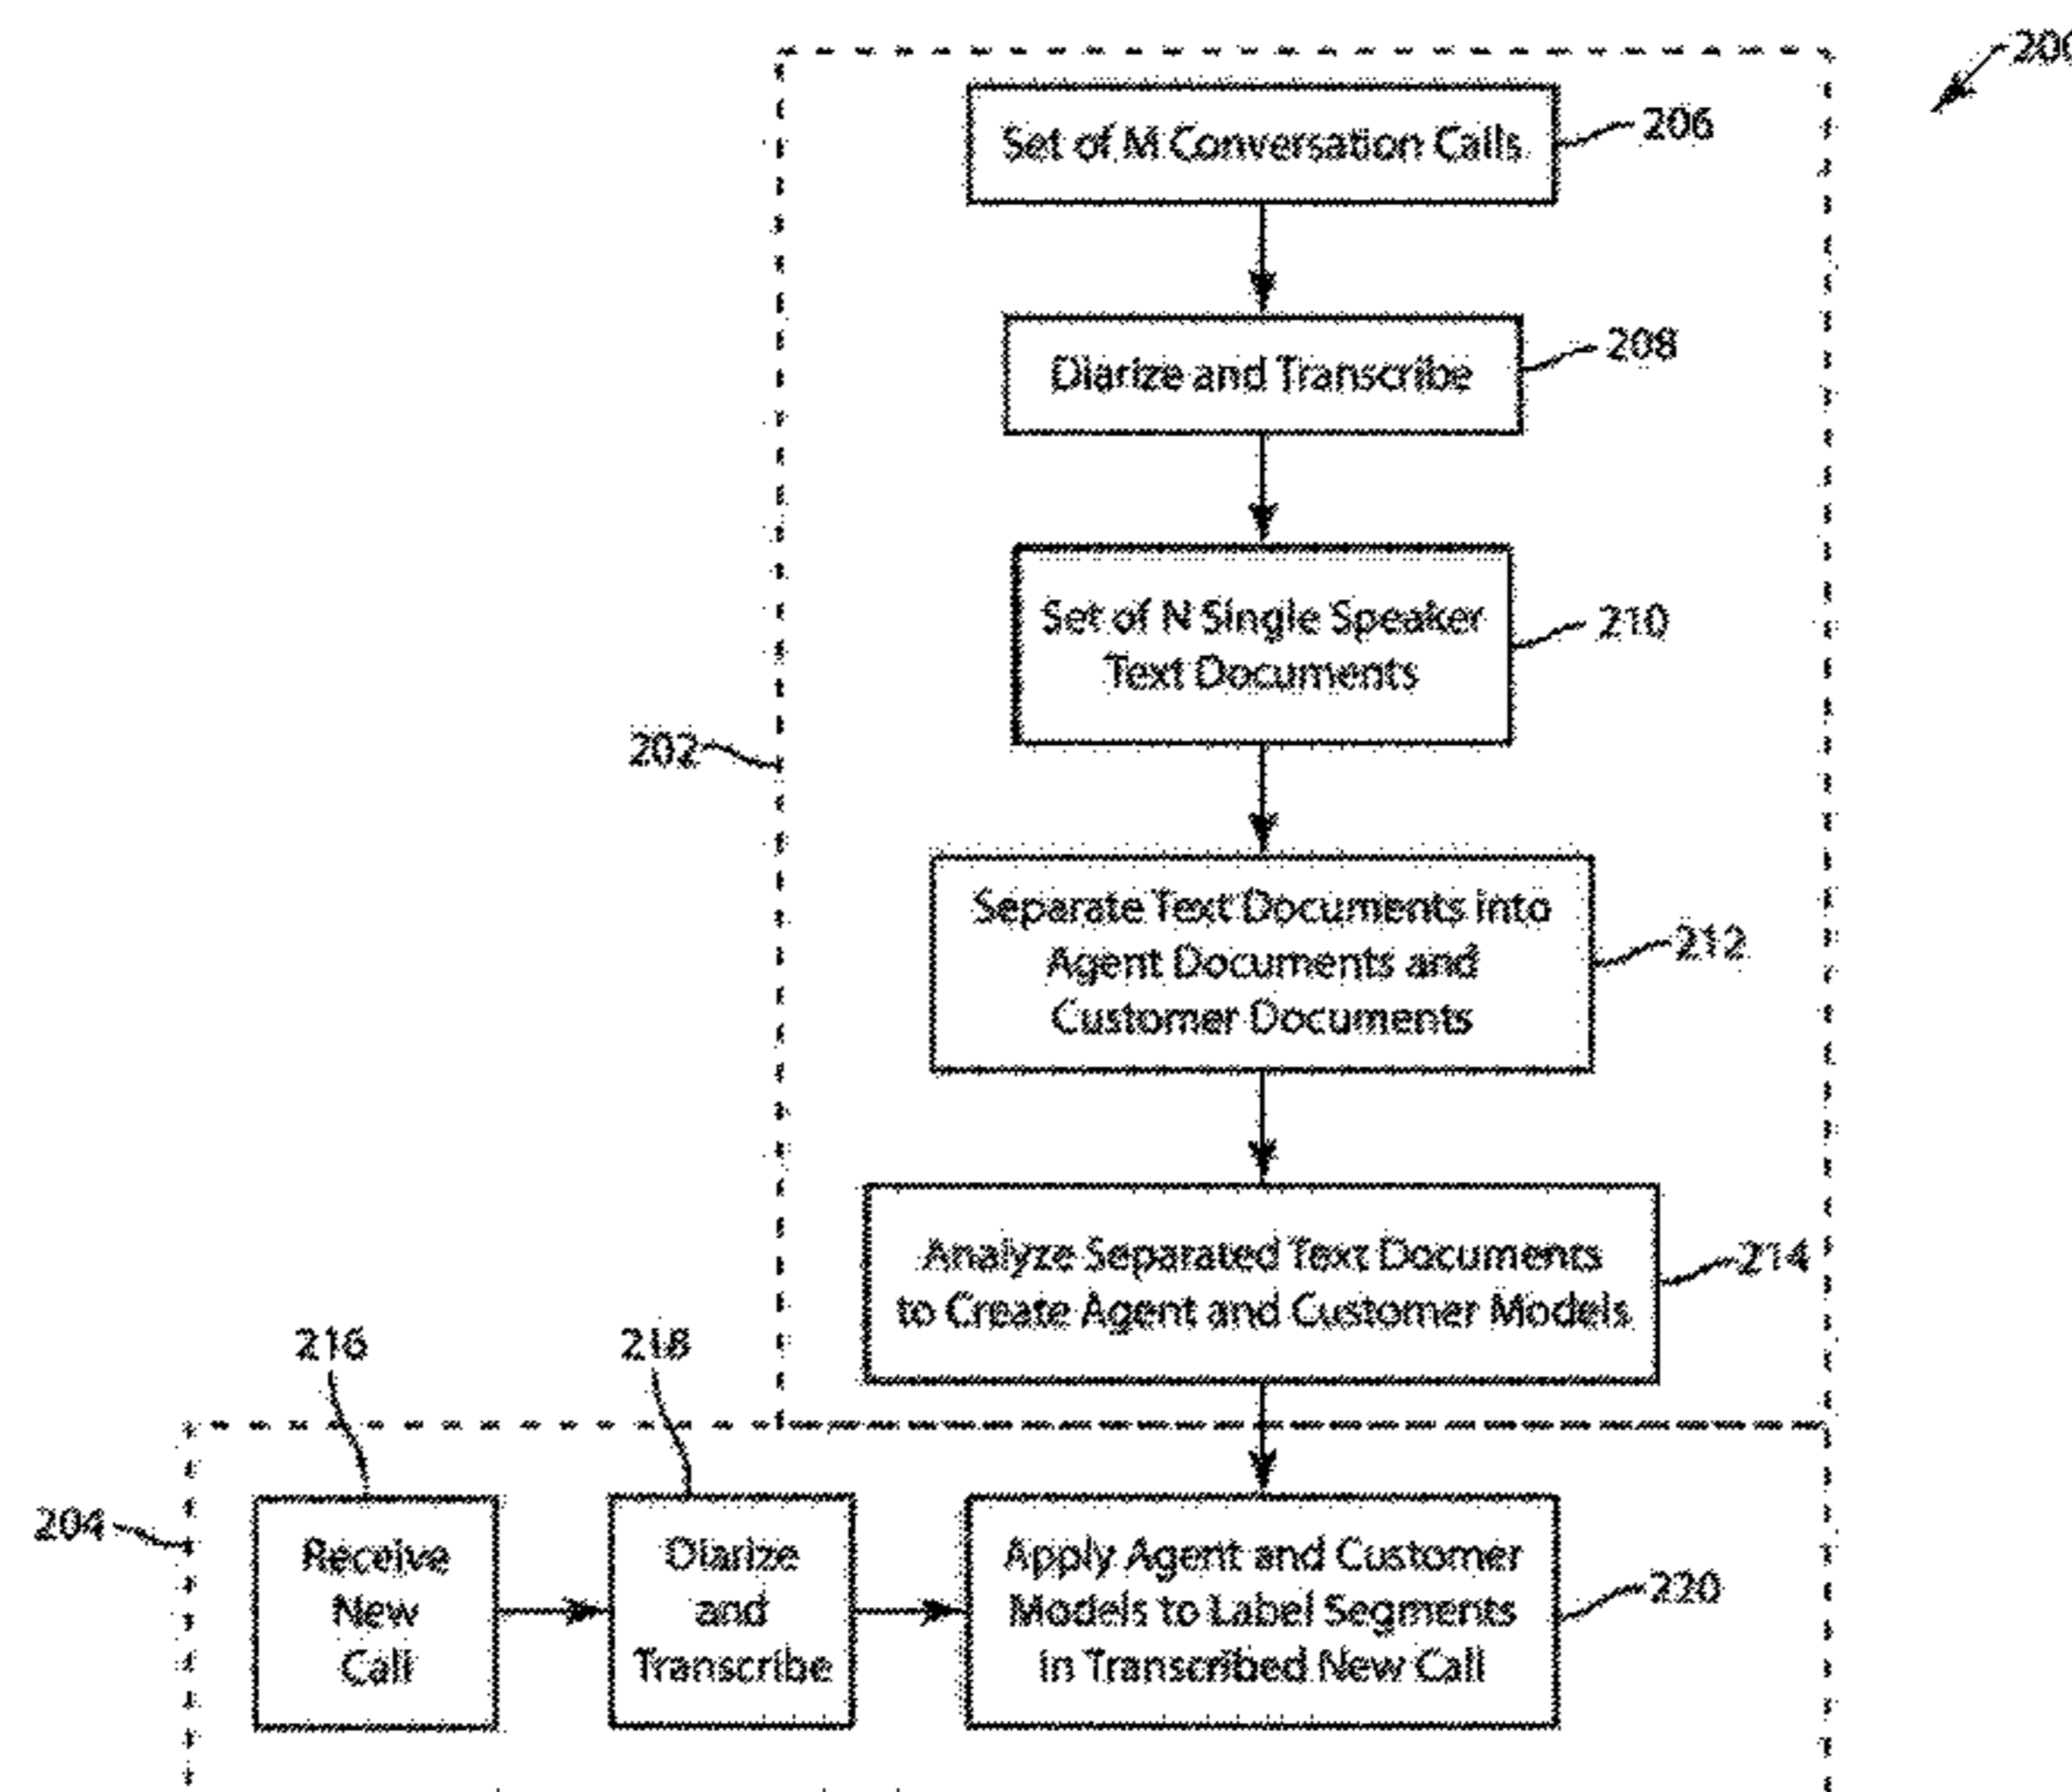 200
Set of M Conversation Calls
206
Diarize and Transcribe
208
Set of N Single Speaker
Text Documents
210
202
Separate Text Documents into
Agent Documents and
Customer Documents
212
Analyze Separated Text Documents
to Create Agent and Customer Models
214
216
218
204
Receive
New
Call
Diarize
and
Transcribe
Apply Agent and Customer
Models to Label Segments
in Transcribed New Call
220